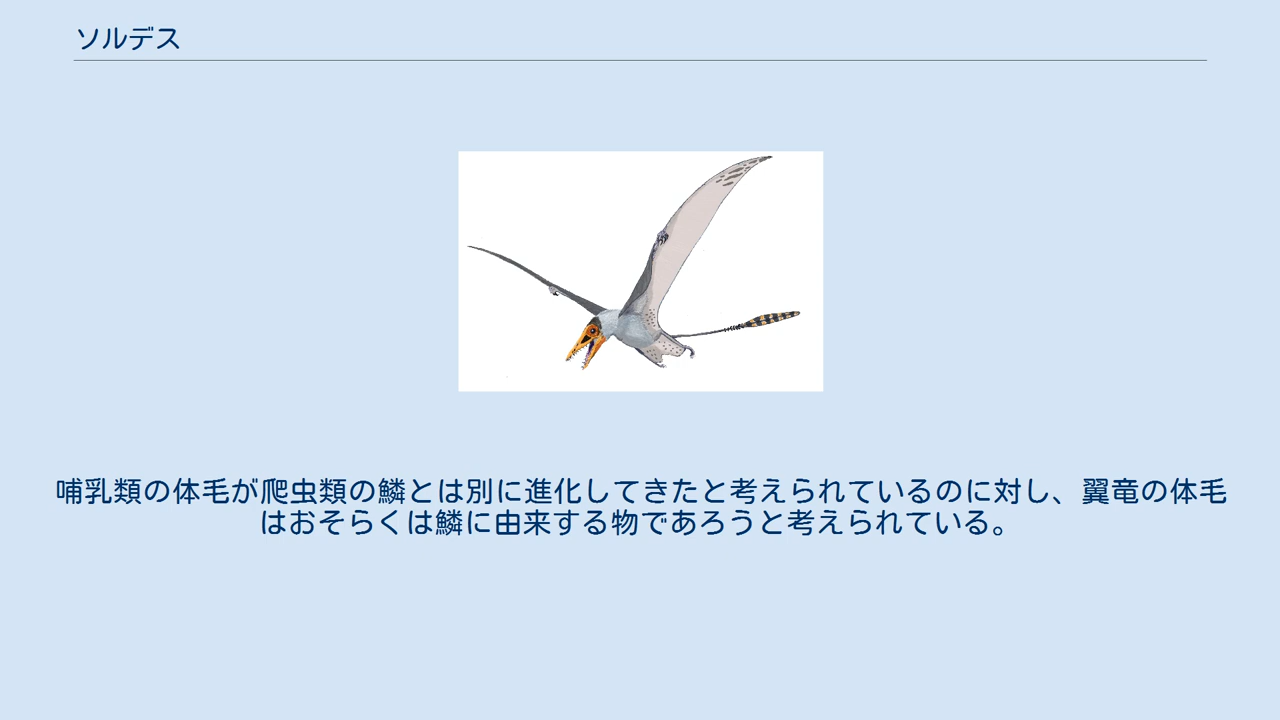 ソルデス
哺乳類の体毛が爬虫類の鱗とは別に進化してきたと考えられているのに対し、翼竜の体毛
はおそらくは鱗に由来する物であろうと考えられている。